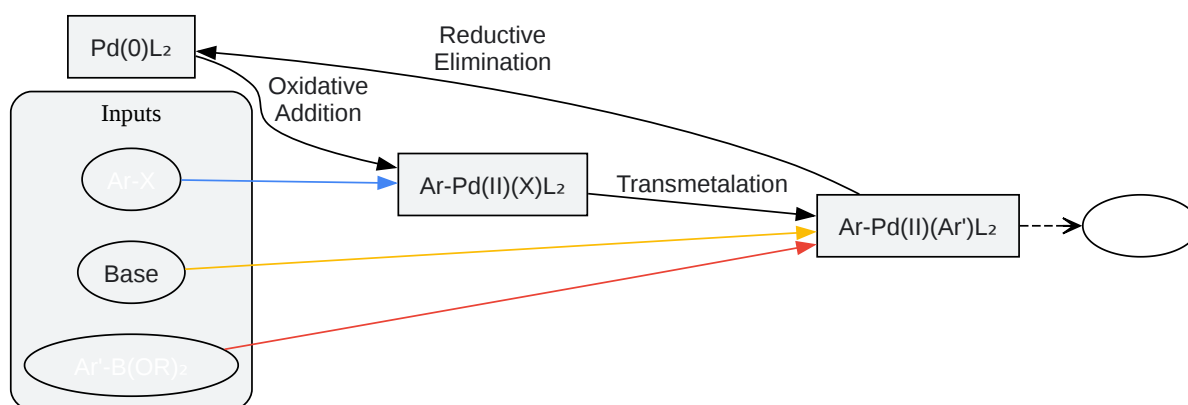 Pd(0)L₂
Reductive
Elimination
Oxidative
Addition
Inputs
Ar-X
Ar-Pd(II)(X)L₂
Transmetalation
Ar-Pd(II)(Ar')L₂
Base
Ar'-B(OR)₂